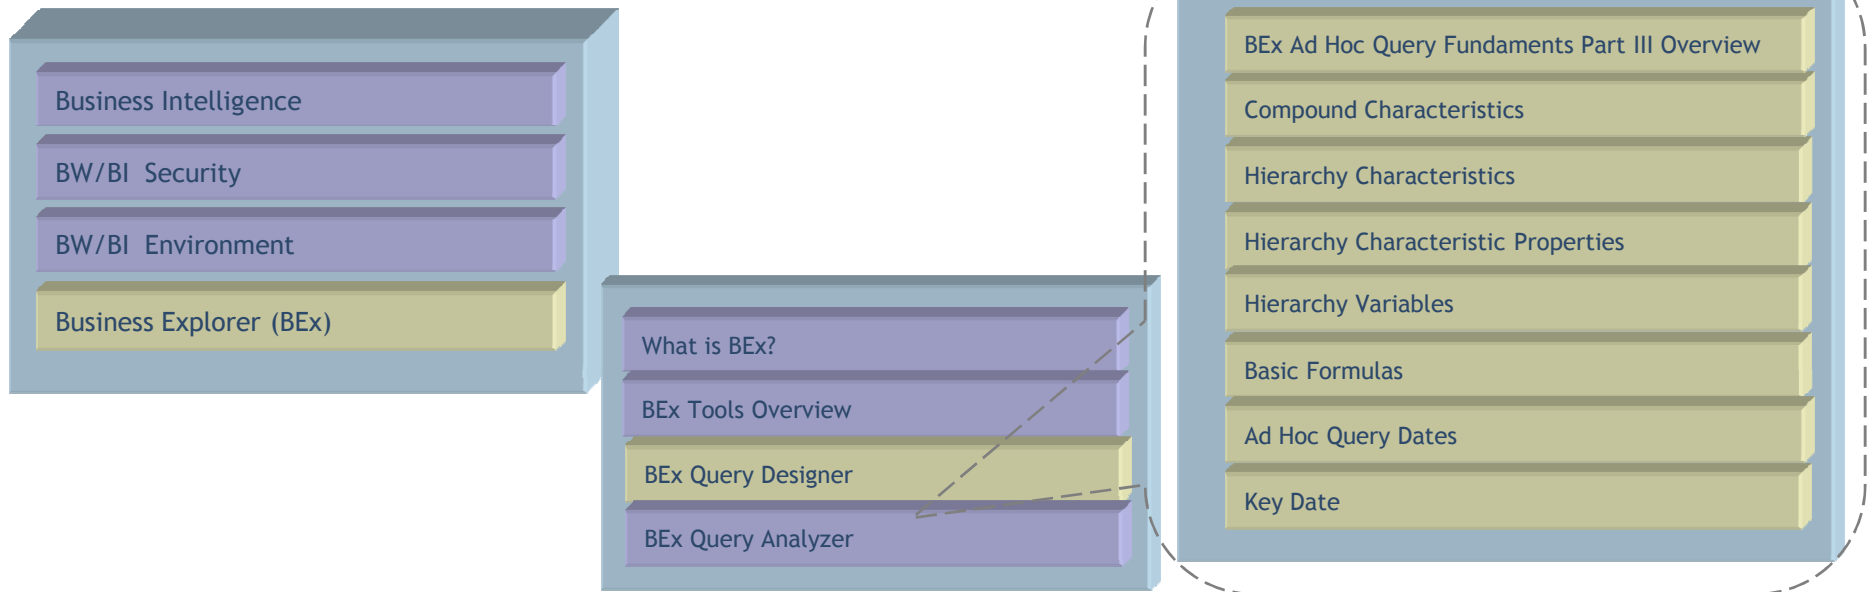 Business Intelligence
BW/BI  Security
BW/BI  Environment
Business Explorer (BEx)
What is BEx?
BEx Tools Overview
BEx Query Designer
BEx Query Analyzer
BEx Ad Hoc Query Fundaments Part III Overview
Compound Characteristics
Hierarchy Characteristics
Hierarchy Characteristic Properties
Hierarchy Variables
Basic Formulas
Ad Hoc Query Dates
Key Date